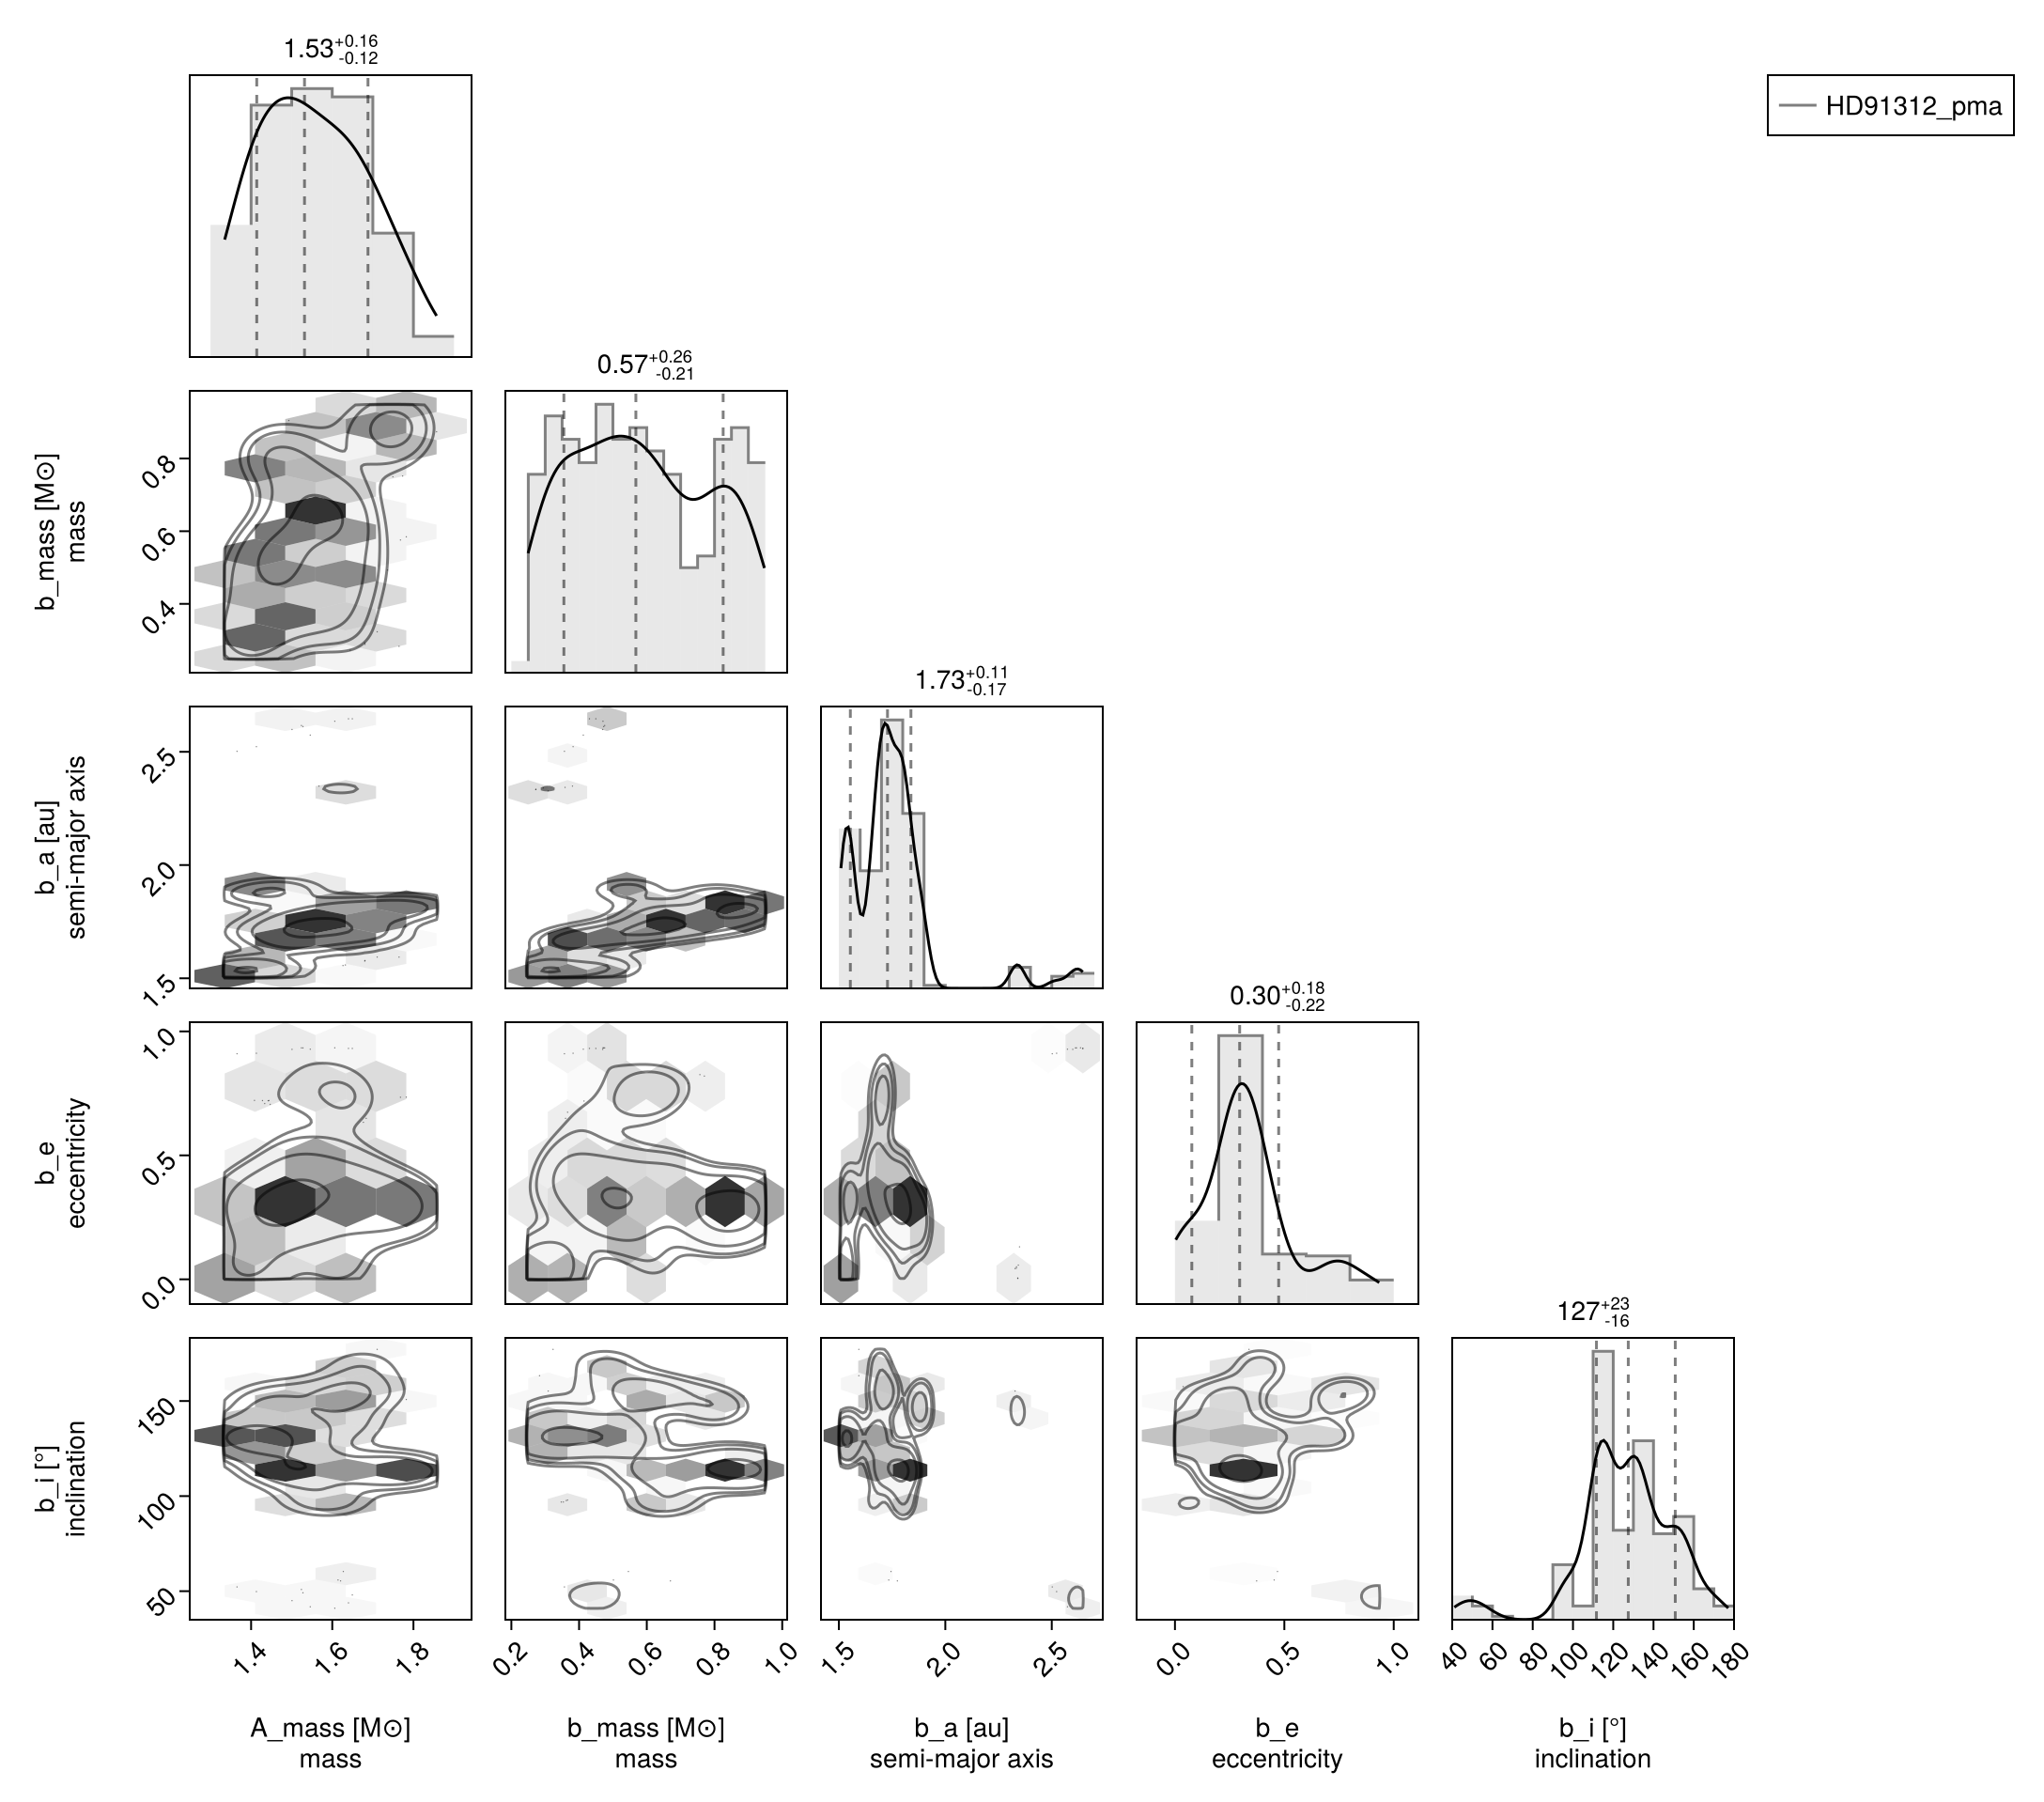 1.53+0.16-0.12
HD91312_pma
0.57+0.26-0.21
b_mass [M⊙]
mass
0.8
0.6
0.4
1.73+0.11-0.17
b_a [au]
semi-major axis
2.5
2.0
1.5
0.30+0.18-0.22
b_e
eccentricity
1.0
0.5
0.0
127+23-16
b_i [°]
inclination
150
100
50
1.4 1.6 1.8 0.2 0.4 0.6 0.8 1.0 1.5 2.0 2.5 0.0 0.5 1.0 40 60 80 100 120 140 160 180
A_mass [M⊙] b_mass [M⊙] b_a [au] b_e b_i [°]
mass mass semi-major axis eccentricity inclination